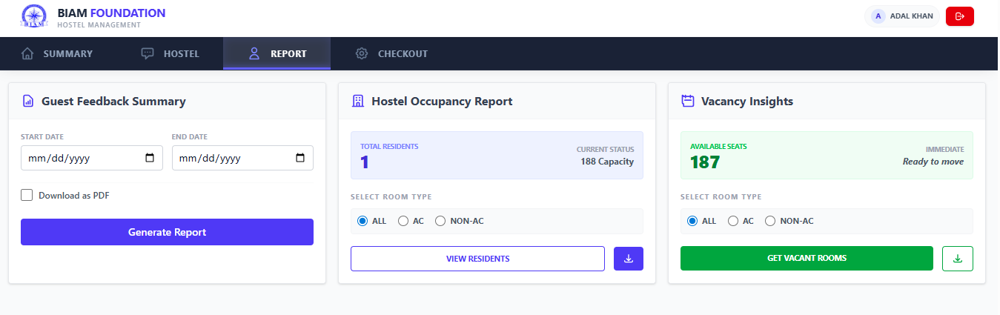 BIAM FOUNDATION
HOSTEL MANAGEMENT
BIAM
A ADAL KHAN
SUMMARY HOSTEL REPORT CHECKOUT
Guest Feedback Summary
START DATE END DATE
mm/dd/yyyy mm/dd/yyyy
Download as PDF
Generate Report
Hostel Occupancy Report
TOTAL RESIDENTS
1
CURRENT STATUS
188 Capacity
SELECT ROOM TYPE
ALL AC NON-AC
VIEW RESIDENTS
Vacancy Insights
AVAILABLE SEATS
187
IMMEDIATE
Ready to move
SELECT ROOM TYPE
ALL AC NON-AC
GET VACANT ROOMS